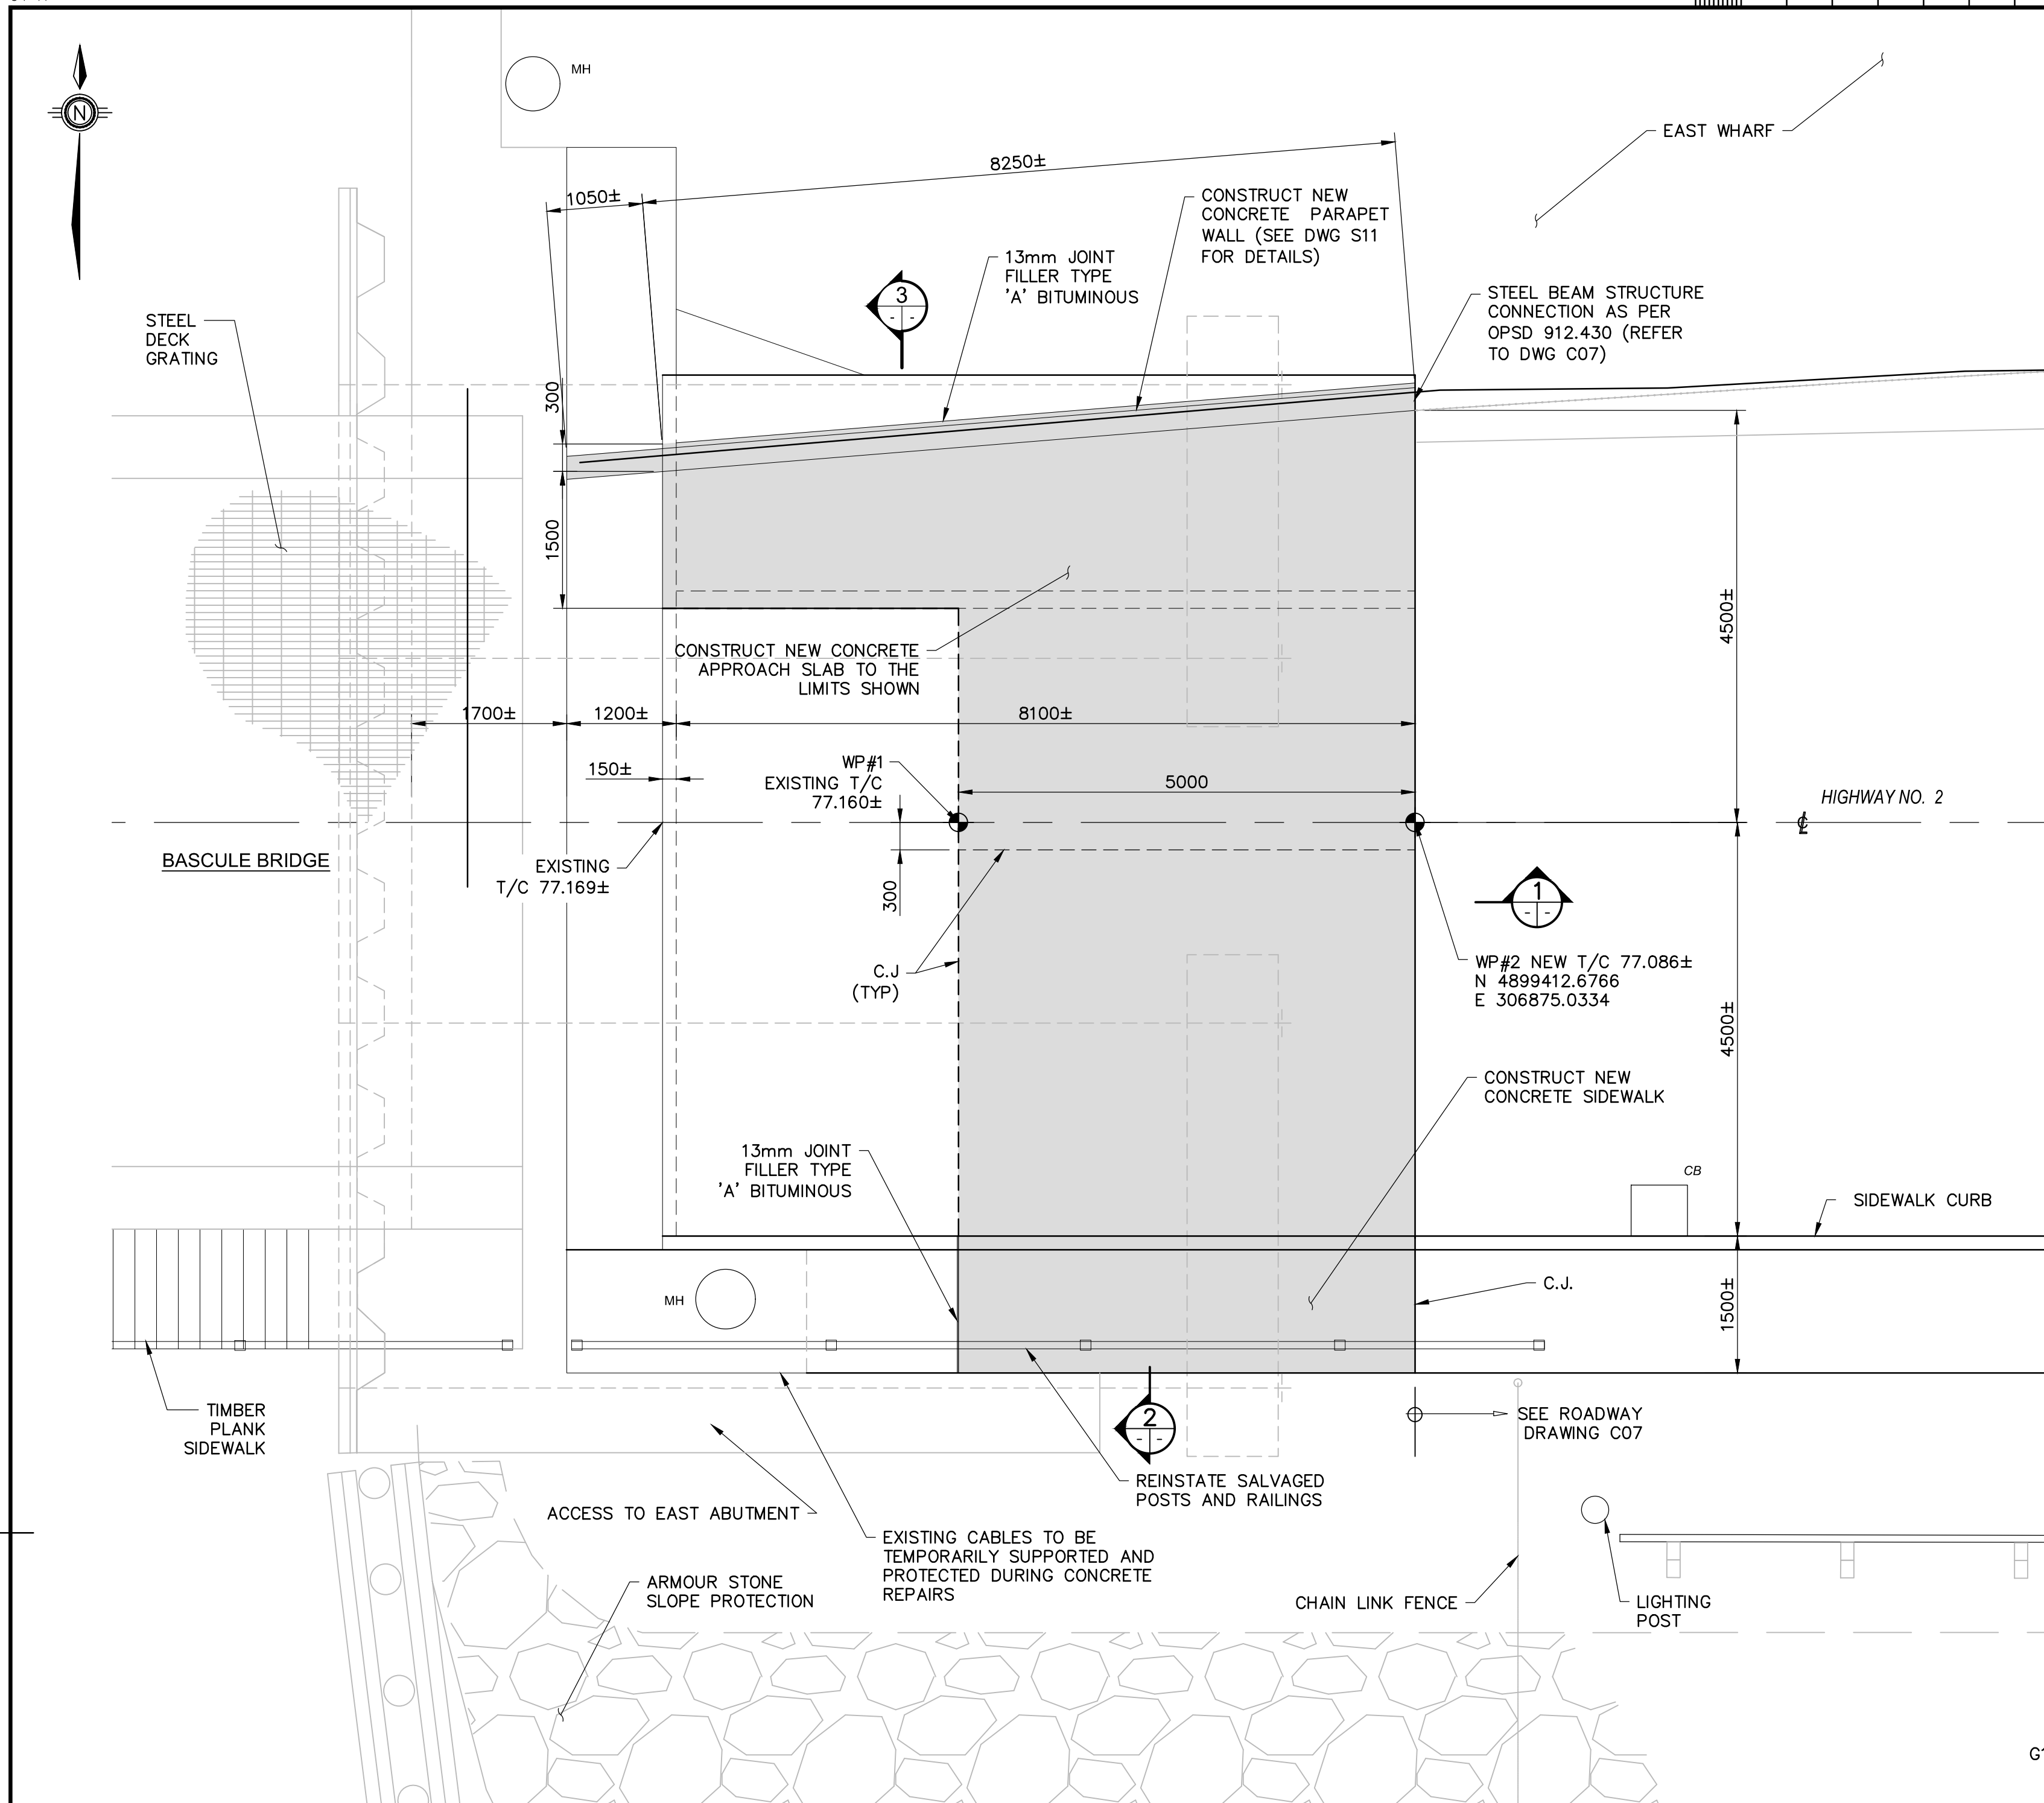 N
MH
EAST WHARF
8250±
1050±
CONSTRUCT NEW
CONCRETE PARAPET
WALL (SEE DWG S11
FOR DETAILS)
13mm JOINT
FILLER TYPE
'A' BITUMINOUS
3
- -
STEEL BEAM STRUCTURE
CONNECTION AS PER
OPSD 912.430 (REFER
TO DWG C07)
STEEL
DECK
GRATING
300
1500
4500±
CONSTRUCT NEW CONCRETE
APPROACH SLAB TO THE
LIMITS SHOWN
1700±
1200±
8100±
WP#1
EXISTING T/C
77.160±
150±
5000
HIGHWAY NO. 2
BASCULE BRIDGE
EXISTING
T/C 77.169±
300
1
- -
C.J
(TYP)
WP#2 NEW T/C 77.086±
N 4899412.6766
E 306875.0334
4500±
CONSTRUCT NEW
CONCRETE SIDEWALK
13mm JOINT
FILLER TYPE
'A' BITUMINOUS
CB
SIDEWALK CURB
MH
C.J.
1500±
TIMBER
PLANK
SIDEWALK
2
- -
SEE ROADWAY
DRAWING C07
REINSTATE SALVAGED
POSTS AND RAILINGS
ACCESS TO EAST ABUTMENT
EXISTING CABLES TO BE
TEMPORARILY SUPPORTED AND
PROTECTED DURING CONCRETE
REPAIRS
ARMOUR STONE
SLOPE PROTECTION
CHAIN LINK FENCE
LIGHTING
POST